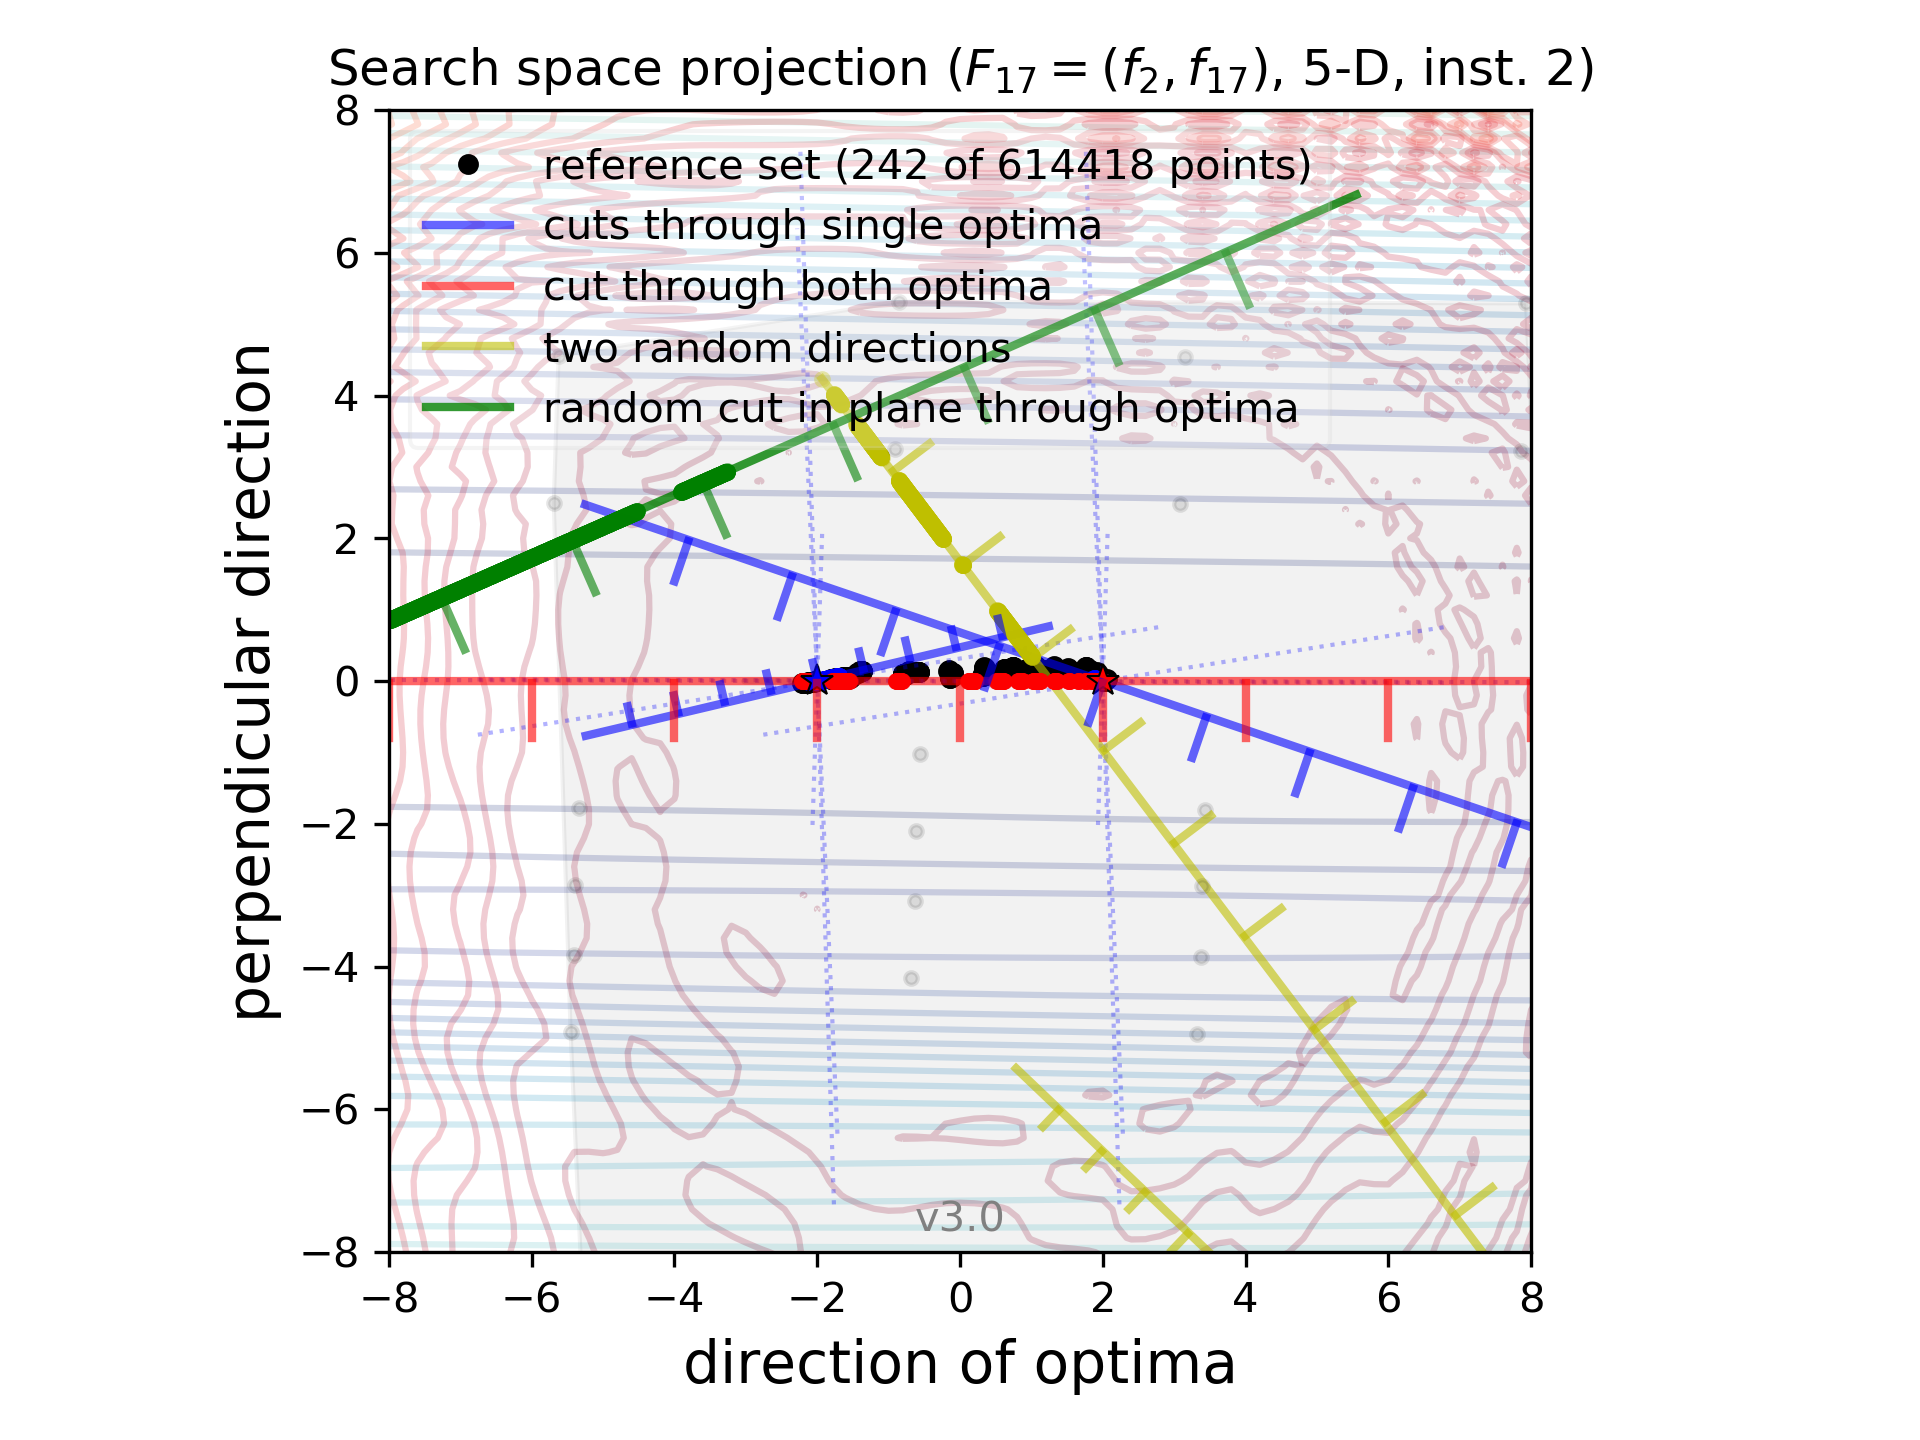 Search space projection (F₁₇ = (f₂, f₁₇), 5-D, inst. 2)
8
6
4
2
0
−2
−4
−6
−8
perpendicular direction
reference set (242 of 614418 points)
cuts through single optima
cut through both optima
two random directions
random cut in plane through optima
v3.0
−8 −6 −4 −2 0 2 4 6 8
direction of optima